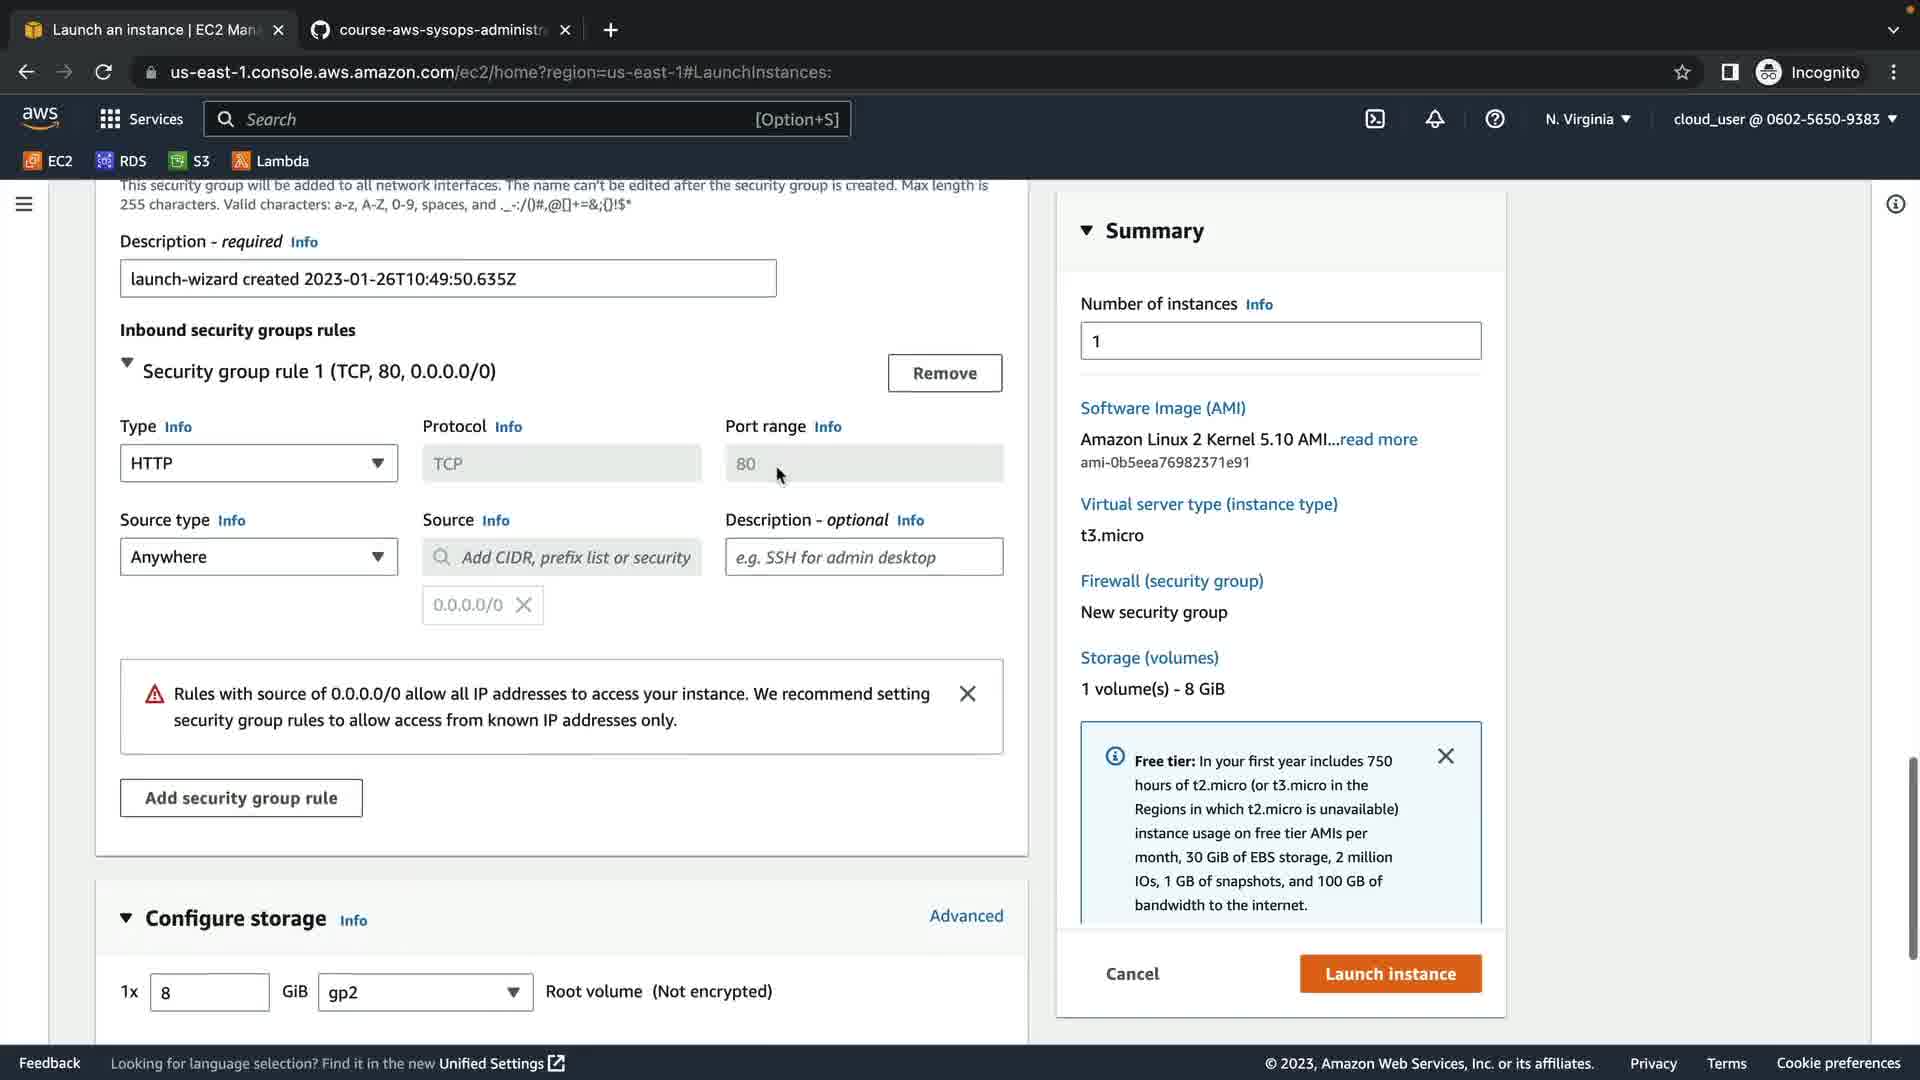 Launch an instance | EC2 Man
course-aws-sysops-administr
us-east-1.console.aws.amazon.com/ec2/home?region=us-east-1#LaunchInstances:
Incognito
aws
Services
Search
[Option+S]
N. Virginia
cloud_user @ 0602-5650-9383
EC2
RDS
S3
Lambda
This security group will be added to all network interfaces. The name can't be edited after the security group is created. Max length is
255 characters. Valid characters: a-z, A-Z, 0-9, spaces, and ._-:/()#,@[]+=&;{}!$*
Description - required Info
launch-wizard created 2023-01-26T10:49:50.635Z
Inbound security groups rules
Security group rule 1 (TCP, 80, 0.0.0.0/0)
Remove
Type Info
Protocol Info
Port range Info
HTTP
TCP
80
Source type Info
Source Info
Description - optional Info
Anywhere
Add CIDR, prefix list or security
e.g. SSH for admin desktop
0.0.0.0/0
Rules with source of 0.0.0.0/0 allow all IP addresses to access your instance. We recommend setting
security group rules to allow access from known IP addresses only.
Add security group rule
Configure storage Info
Advanced
1x
8
GiB
gp2
Root volume (Not encrypted)
Summary
Number of instances Info
1
Software Image (AMI)
Amazon Linux 2 Kernel 5.10 AMI...read more
ami-0b5eea76982371e91
Virtual server type (instance type)
t3.micro
Firewall (security group)
New security group
Storage (volumes)
1 volume(s) - 8 GiB
Free tier: In your first year includes 750
hours of t2.micro (or t3.micro in the
Regions in which t2.micro is unavailable)
instance usage on free tier AMIs per
month, 30 GiB of EBS storage, 2 million
IOs, 1 GB of snapshots, and 100 GB of
bandwidth to the internet.
Cancel
Launch instance
Feedback
Looking for language selection? Find it in the new Unified Settings
© 2023, Amazon Web Services, Inc. or its affiliates.
Privacy
Terms
Cookie preferences